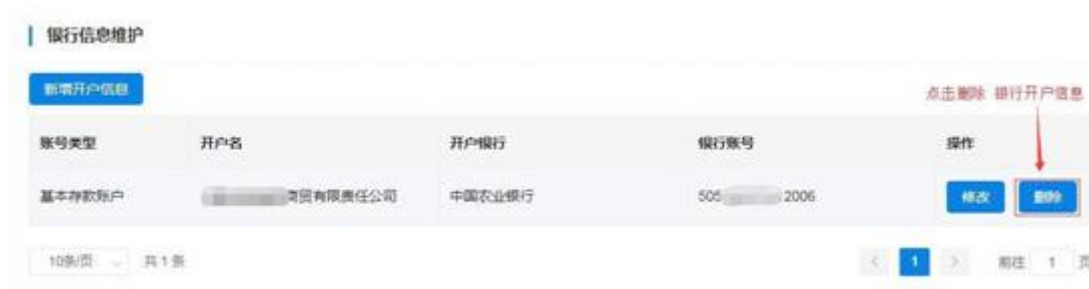 银行信息维护
新增开户信息
点击删除 银行开户信息
账号类型 开户名 开户银行 银行账号 操作
基本存款账户 商贸有限责任公司 中国农业银行 505 2006 修改 删除
10条/页 共 1 条 < 1 > 前往 1 页